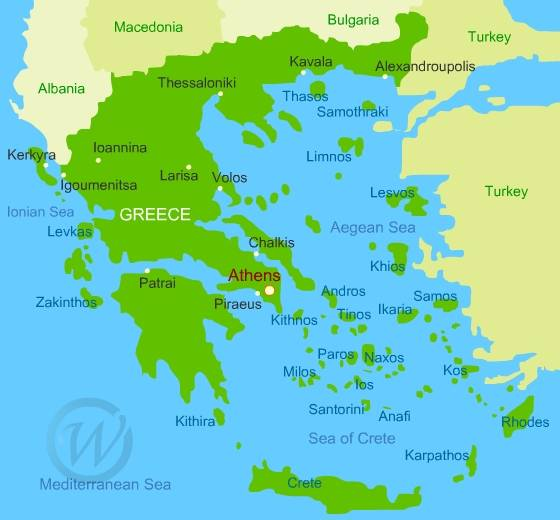 Bulgaria
Macedonia
Turkey
Kavala
Alexandroupolis
Thessaloniki
Albania
Thasos
Samothraki
Ioannina
Kerkyra
Limnos
Larisa
Volos
Igoumenitsa
Lesvos
Turkey
Ionian Sea
GREECE
Levkas
Aegean Sea
Chalkis
Khios
Athens
Patrai
Andros
Samos
Zakinthos
Piraeus
Kithnos
Tinos
Ikaria
Paros
Naxos
Milos
Ios
Kos
Santorini
Anafi
Kithira
Rhodes
Sea of Crete
Karpathos
W
Mediterranean Sea
Crete